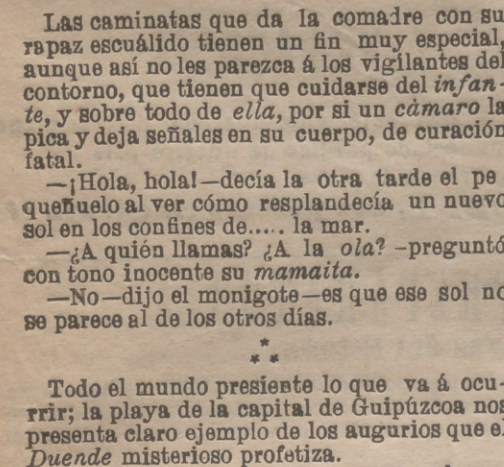 Las caminatas que da la comadre con su
rapaz escuálido tienen un fin muy especial,
aunque así no les parezca á los vigilantes del
contorno, que tienen que cuidarse del infan-
te, y sobre todo de ella, por si un cámaro la
pica y deja señales en su cuerpo, de curación
fatal.
—¡Hola, hola!—decía la otra tarde el pe
queñuelo al ver cómo resplandecía un nuevo
sol en los confines de..... la mar.
—¿A quién llamas? ¿A la ola? -preguntó
con tono inocente su mamaita.
—No—dijo el monigote—es que ese sol no
se parece al de los otros días.
***
Todo el mundo presiente lo que va á ocu-
rrir; la playa de la capital de Guipúzcoa nos
presenta claro ejemplo de los augurios que el
Duende misterioso profetiza.